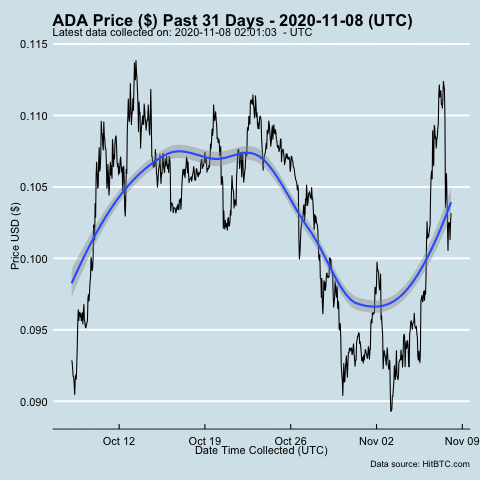 ADA Price ($) Past 31 Days - 2020-11-08 (UTC)
Latest data collected on: 2020-11-08 02:01:03 - UTC
0.115
0.110
0.105
0.100
0.095
0.090
Price USD ($)
Oct 12
Oct 19
Oct 26
Nov 02
Nov 09
Date Time Collected (UTC)
Data source: HitBTC.com